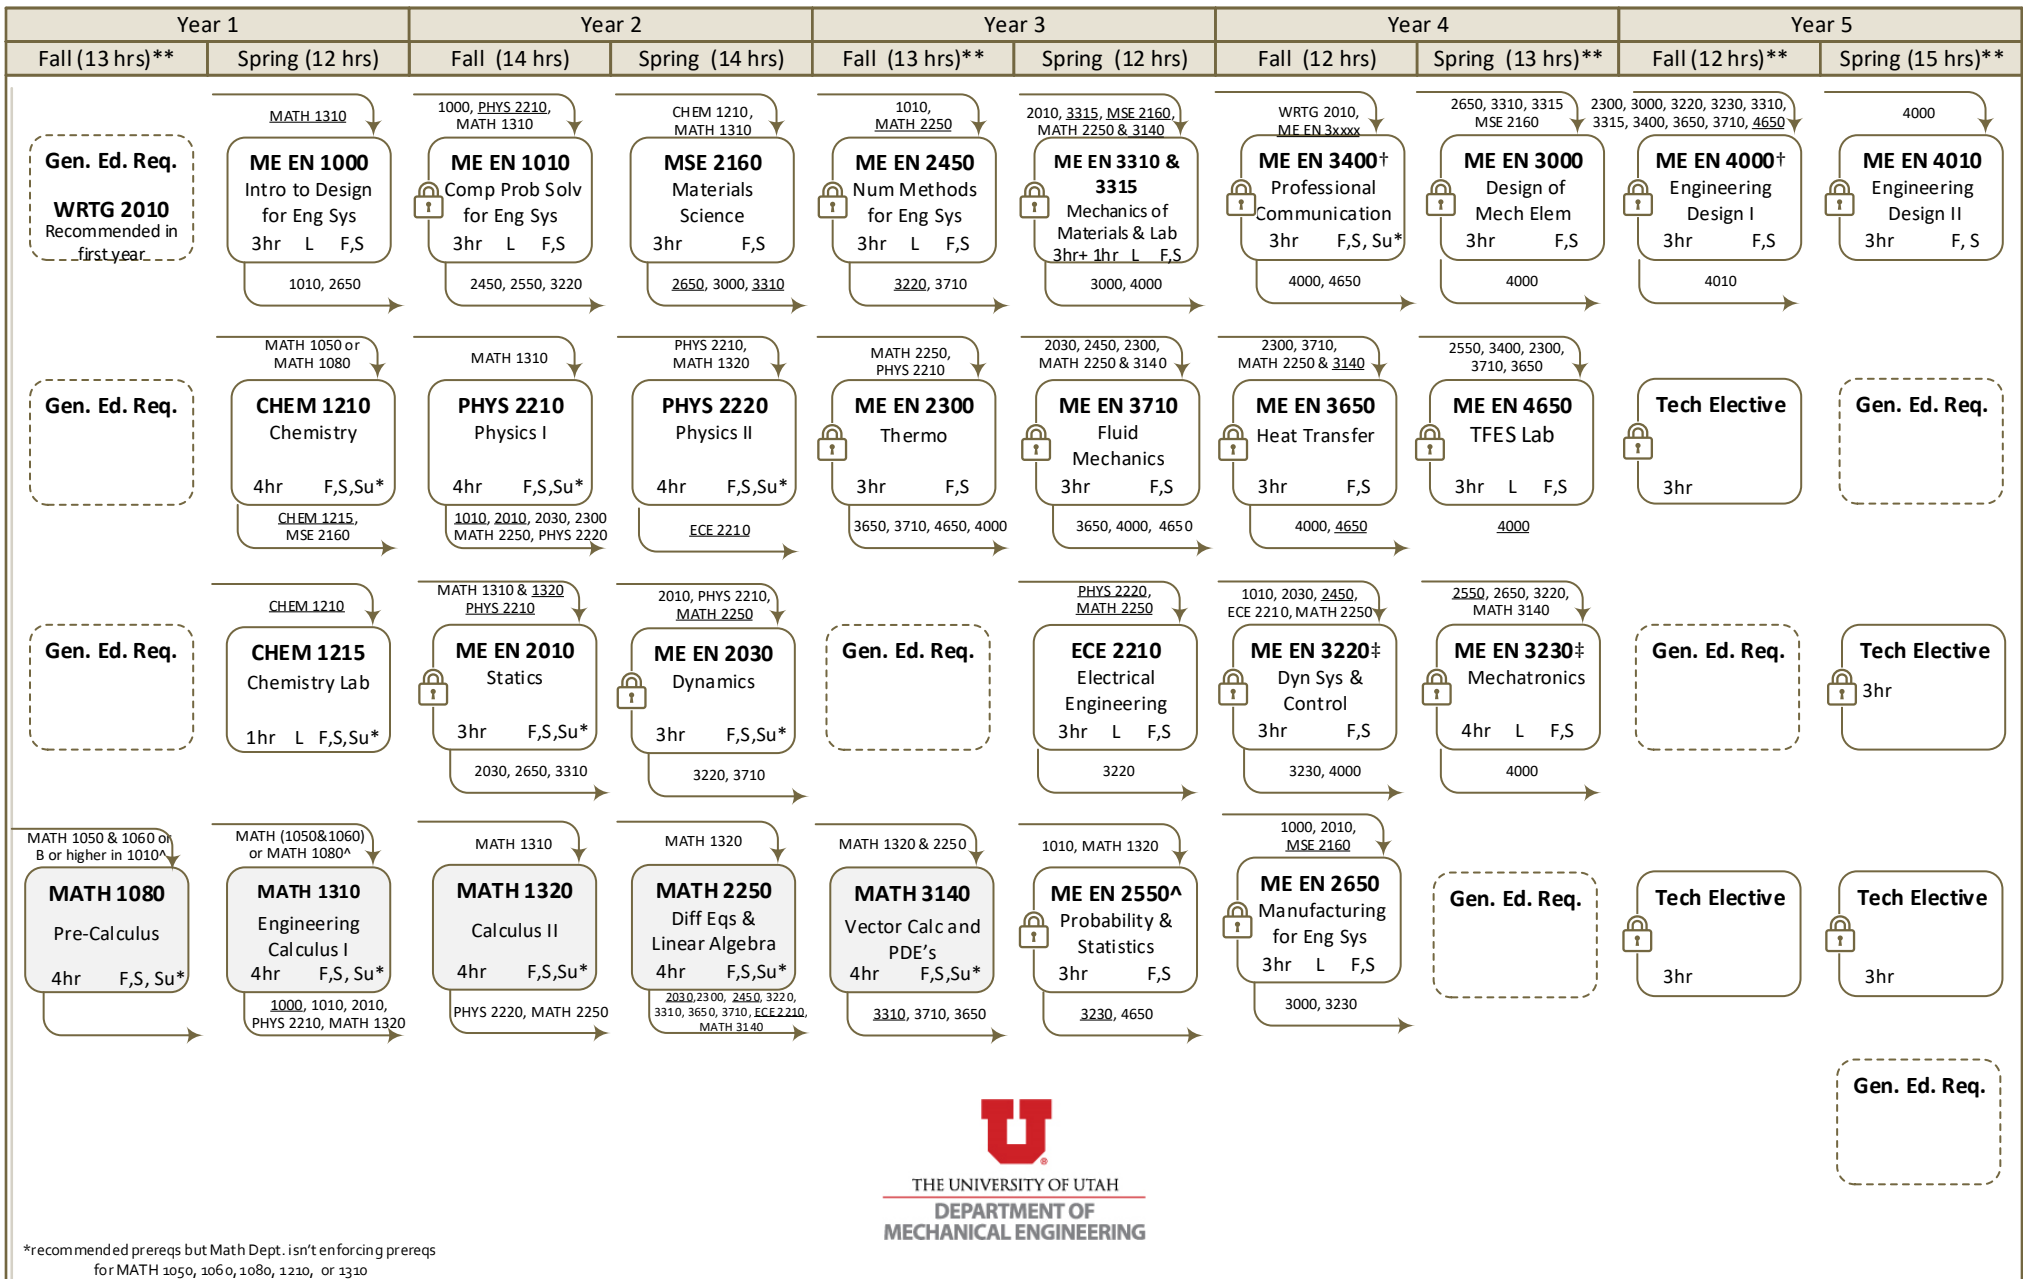 Year 1
Year 2
Year 3
Year 4
Year 5
Fall (13 hrs)**
Spring (12 hrs)
Fall (14 hrs)
Spring (14 hrs)
Fall (13 hrs)**
Spring (12 hrs)
Fall (12 hrs)
Spring (13 hrs)**
Fall (12 hrs)**
Spring (15 hrs)**
Gen. Ed. Req.
WRTG 2010
Recommended in
first year
MATH 1310
ME EN 1000
Intro to Design
for Eng Sys
3hr L F,S
1010, 2650
1000, PHYS 2210,
MATH 1310
ME EN 1010
Comp Prob Solv
for Eng Sys
3hr L F,S
2450, 2550, 3220
CHEM 1210,
MATH 1310
MSE 2160
Materials
Science
3hr F,S
2650, 3000, 3310
1010,
MATH 2250
ME EN 2450
Num Methods
for Eng Sys
3hr L F,S
3220, 3710
2010, 3315, MSE 2160,
MATH 2250 & 3140
ME EN 3310 &
3315
Mechanics of
Materials & Lab
3hr+ 1hr L F,S
3000, 4000
WRTG 2010,
ME EN 3xxxx
ME EN 3400†
Professional
Communication
3hr F,S, Su*
4000, 4650
2650, 3310, 3315
MSE 2160
ME EN 3000
Design of
Mech Elem
3hr F,S
4000
2300, 3000, 3220, 3230, 3310,
3315, 3400, 3650, 3710, 4650
ME EN 4000†
Engineering
Design I
3hr F,S
4010
4000
ME EN 4010
Engineering
Design II
3hr F, S
Gen. Ed. Req.
MATH 1050 or
MATH 1080
CHEM 1210
Chemistry
4hr F,S,Su*
CHEM 1215,
MSE 2160
MATH 1310
PHYS 2210
Physics I
4hr F,S,Su*
1010, 2010, 2030, 2300
MATH 2250, PHYS 2220
PHYS 2210,
MATH 1320
PHYS 2220
Physics II
4hr F,S,Su*
ECE 2210
MATH 2250,
PHYS 2210
ME EN 2300
Thermo
3hr F,S
3650, 3710, 4650, 4000
2030, 2450, 2300,
MATH 2250 & 3140
ME EN 3710
Fluid
Mechanics
3hr F,S
3650, 4000, 4650
2300, 3710,
MATH 2250 & 3140
ME EN 3650
Heat Transfer
3hr F,S
4000, 4650
2550, 3400, 2300,
3710, 3650
ME EN 4650
TFES Lab
3hr L F,S
4000
Tech Elective
3hr
Gen. Ed. Req.
Gen. Ed. Req.
CHEM 1210
CHEM 1215
Chemistry Lab
1hr L F,S,Su*
MATH 1310 & 1320
PHYS 2210
ME EN 2010
Statics
3hr F,S,Su*
2030, 2650, 3310
2010, PHYS 2210,
MATH 2250
ME EN 2030
Dynamics
3hr F,S,Su*
3220, 3710
Gen. Ed. Req.
PHYS 2220,
MATH 2250
ECE 2210
Electrical
Engineering
3hr L F,S
3220
1010, 2030, 2450,
ECE 2210, MATH 2250
ME EN 3220‡
Dyn Sys &
Control
3hr F,S
3230, 4000
2550, 2650, 3220,
MATH 3140
ME EN 3230‡
Mechatronics
4hr L F,S
4000
Gen. Ed. Req.
Tech Elective
3hr
MATH 1050 & 1060 or
B or higher in 1010^
MATH 1080
Pre-Calculus
4hr F,S, Su*
MATH (1050&1060)
or MATH 1080^
MATH 1310
Engineering
Calculus I
4hr F,S, Su*
1000, 1010, 2010,
PHYS 2210, MATH 1320
MATH 1310
MATH 1320
Calculus II
4hr F,S,Su*
PHYS 2220, MATH 2250
MATH 1320
MATH 2250
Diff Eqs &
Linear Algebra
4hr F,S,Su*
2030,2300, 2450, 3220,
3310, 3650, 3710, ECE 2210,
MATH 3140
MATH 1320 & 2250
MATH 3140
Vector Calc and
PDE's
4hr F,S,Su*
3310, 3710, 3650
1010, MATH 1320
ME EN 2550^
Probability &
Statistics
3hr F,S
3230, 4650
1000, 2010,
MSE 2160
ME EN 2650
Manufacturing
for Eng Sys
3hr L F,S
3000, 3230
Gen. Ed. Req.
Tech Elective
3hr
Tech Elective
3hr
Gen. Ed. Req.
U
THE UNIVERSITY OF UTAH
DEPARTMENT OF
MECHANICAL ENGINEERING
*recommended prereqs but Math Dept. isn't enforcing prereqs
for MATH 1050, 1060, 1080, 1210, or 1310